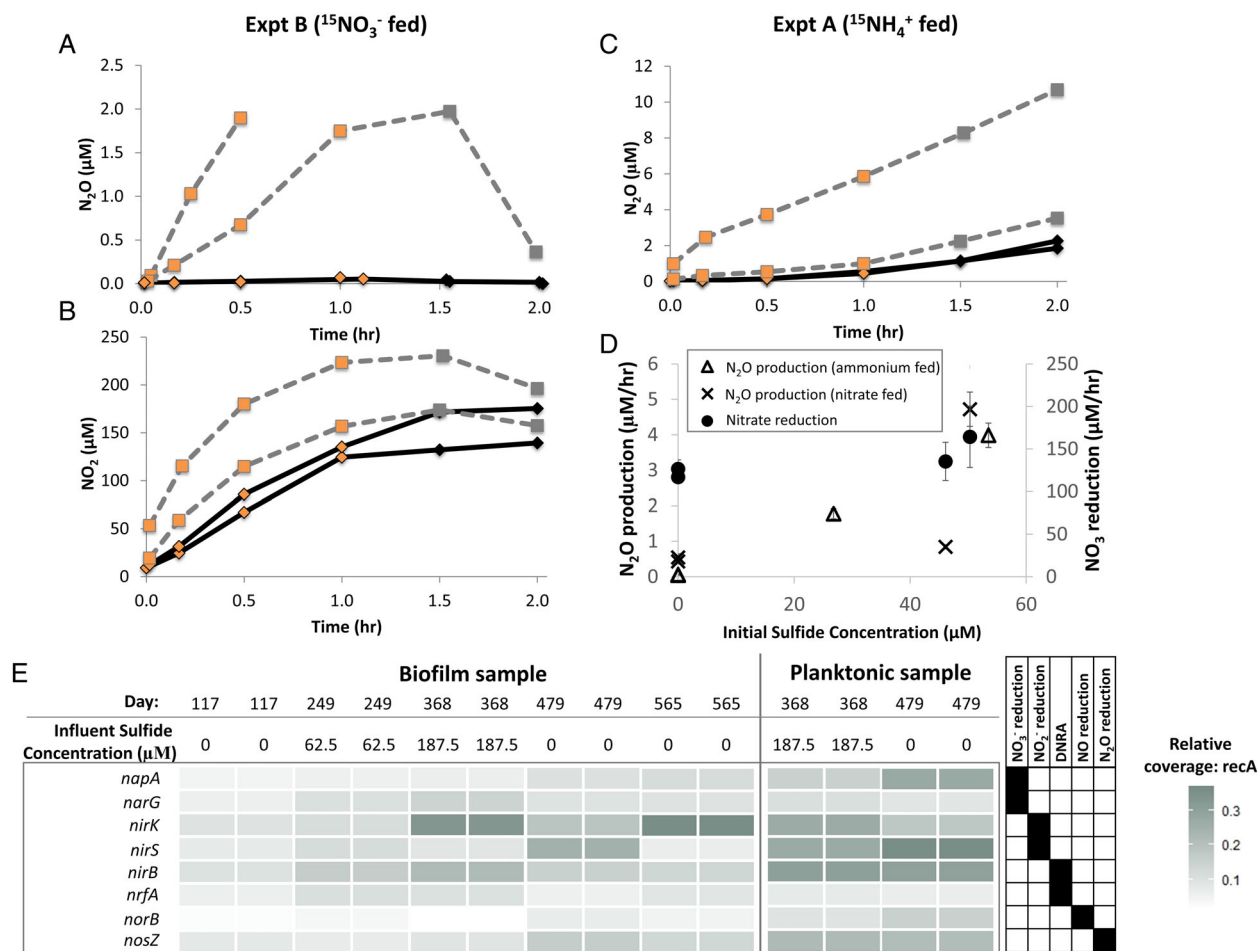 Expt B (¹⁵NO₃⁻ fed)
Expt A (¹⁵NH₄⁺ fed)
A
2.5
2.0
1.5
1.0
0.5
0.0
N₂O (µM)
0.0 0.5 1.0 1.5 2.0
Time (hr)
C
12
10
8
6
4
2
0
N₂O (µM)
0.0 0.5 1.0 1.5 2.0
Time (hr)
B
250
200
150
100
50
0
NO₂ (µM)
0.0 0.5 1.0 1.5 2.0
Time (hr)
D
N₂O production (ammonium fed)
N₂O production (nitrate fed)
Nitrate reduction
6
5
4
3
2
1
0
N₂O production (µM/hr)
250
200
150
100
50
0
NO₃ reduction (µM/hr)
0 20 40 60
Initial Sulfide Concentration (µM)
E
Biofilm sample
Planktonic sample
Day: 117 117 249 249 368 368 479 479 565 565 368 368 479 479
Influent Sulfide
Concentration (µM) 0 0 62.5 62.5 187.5 187.5 0 0 0 0 187.5 187.5 0 0
napA
narG
nirK
nirS
nirB
nrfA
norB
nosZ
NO₃⁻ reduction
NO₂⁻ reduction
DNRA
NO reduction
N₂O reduction
Relative
coverage: recA
0.3
0.2
0.1